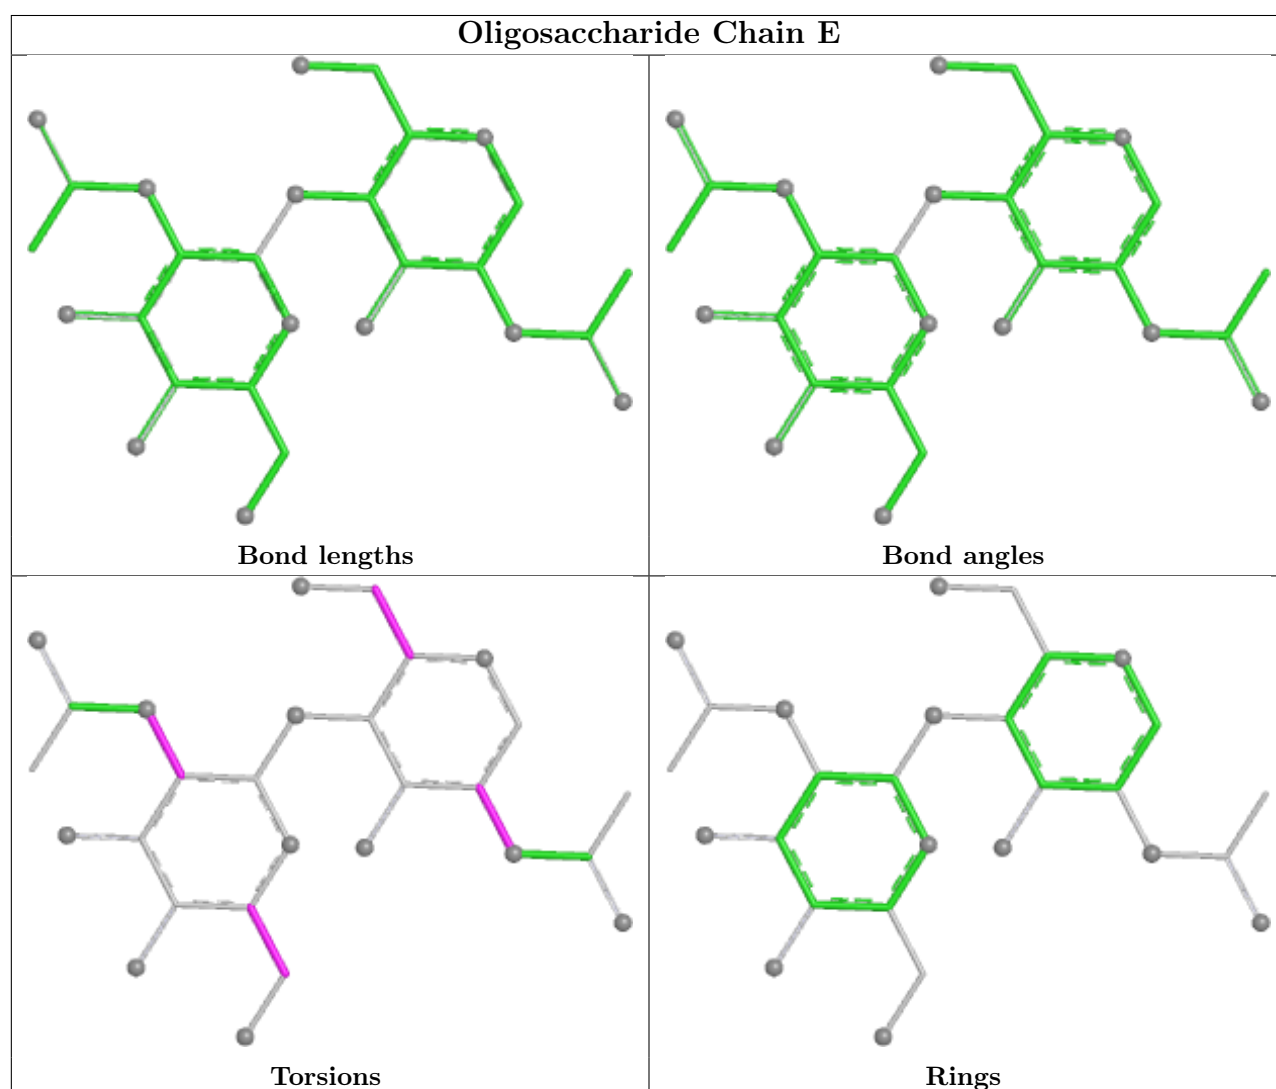 Oligosaccharide Chain E
Bond lengths
Bond angles
Torsions
Rings